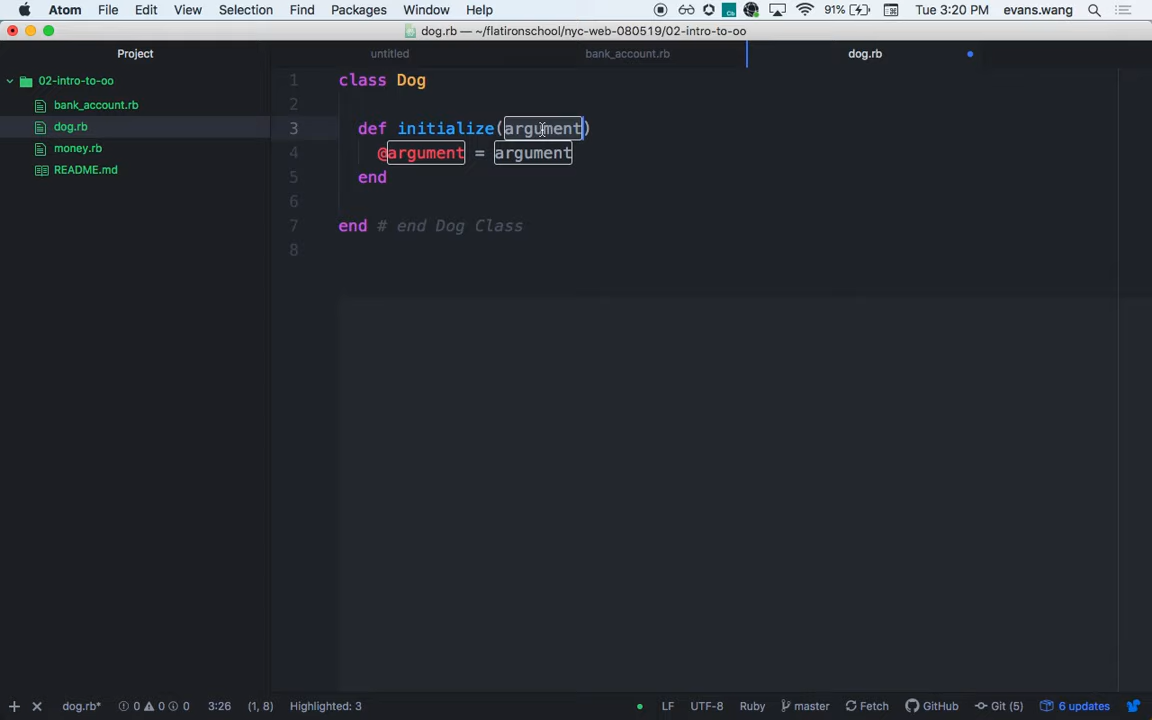 Atom File Edit View Selection Find Packages Window Help 91% Tue 3:20 PM evans.wang
dog.rb — ~/flatironschool/nyc-web-080519/02-intro-to-oo
Project untitled bank_account.rb dog.rb
02-intro-to-oo
bank_account.rb
dog.rb
money.rb
README.md
1 class Dog
2
3 def initialize(argument)
4 @argument = argument
5 end
6
7 end # end Dog Class
8
dog.rb* 0 0 0 3:26 (1, 8) Highlighted: 3 LF UTF-8 Ruby master Fetch GitHub Git (5) 6 updates